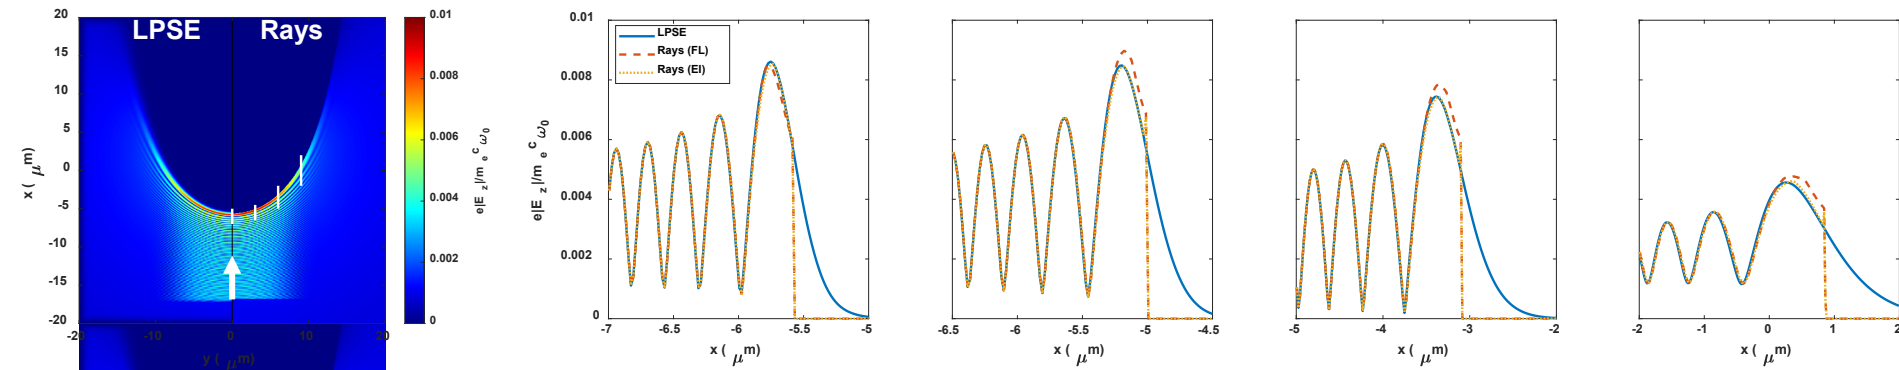 LPSE Rays
20
15
10
5
0
-5
-10
-15
-20
x ( μm)
-20 -10 0 10 20
y ( μm)
0.01
0.008
0.006
0.004
0.002
0
e|E z|/m e c ω0
0.01
0.008
0.006
0.004
0.002
0
e|E z|/m e c ω0
LPSE
Rays (FL)
Rays (EI)
-7 -6.5 -6 -5.5 -5
x ( μm)
-6.5 -6 -5.5 -5 -4.5
x ( μm)
-5 -4 -3 -2
x ( μm)
-2 -1 0 1 2
x ( μm)